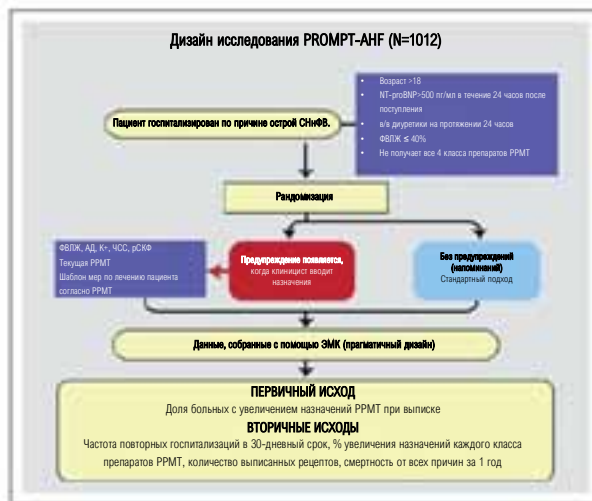 Дизайн исследования PROMPT-AHF (N=1012)
Пациент госпитализирован по причине острой СНнФВ.
• Возраст >18
• NT-proBNP>500 пг/мл в течение 24 часов после
поступления
• в/в диуретики на протяжении 24 часов
• ФВЛЖ ≤ 40%
• Не получает все 4 класса препаратов РРМТ
Рандомизация
ФВЛЖ, АД, К+, ЧСС, рСКФ
Текущая РРМТ
Шаблон мер по лечению пациента
согласно РРМТ
Предупреждение появляется,
когда клиницист вводит
назначения
Без предупреждений
(напоминаний)
Стандартный подход
Данные, собранные с помощью ЭМК (прагматичный дизайн)
ПЕРВИЧНЫЙ ИСХОД
Доля больных с увеличением назначений РРМТ при выписке
ВТОРИЧНЫЕ ИСХОДЫ
Частота повторных госпитализаций в 30-дневный срок, % увеличения назначений каждого класса
препаратов РРМТ, количество выписанных рецептов, смертность от всех причин за 1 год